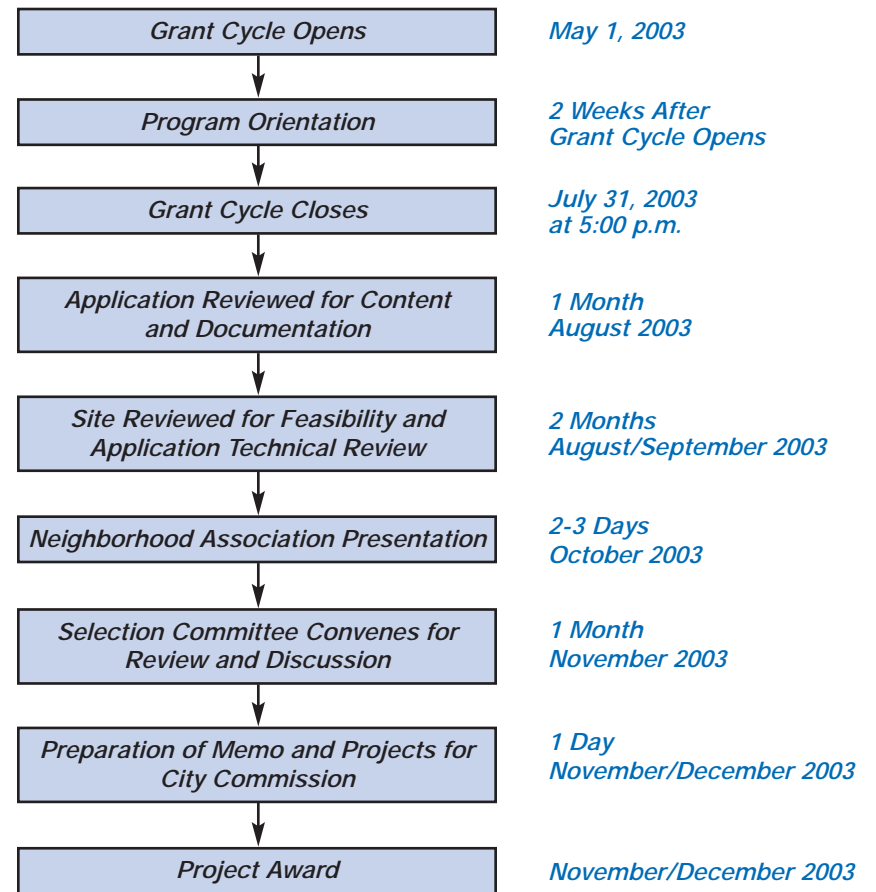 Grant Cycle Opens
May 1, 2003
Program Orientation
2 Weeks After
Grant Cycle Opens
Grant Cycle Closes
July 31, 2003
at 5:00 p.m.
Application Reviewed for Content
and Documentation
1 Month
August 2003
Site Reviewed for Feasibility and
Application Technical Review
2 Months
August/September 2003
Neighborhood Association Presentation
2-3 Days
October 2003
Selection Committee Convenes for
Review and Discussion
1 Month
November 2003
Preparation of Memo and Projects for
City Commission
1 Day
November/December 2003
Project Award
November/December 2003